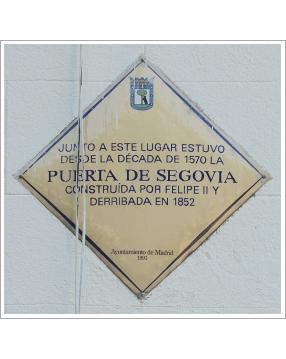 JUNTO A ESTE LUGAR ESTUVO
DESDE LA DÉCADA DE 1570 LA
PUERTA DE SEGOVIA
CONSTRUÍDA POR FELIPE II Y
DERRIBADA EN 1852
Ayuntamiento de Madrid
1991